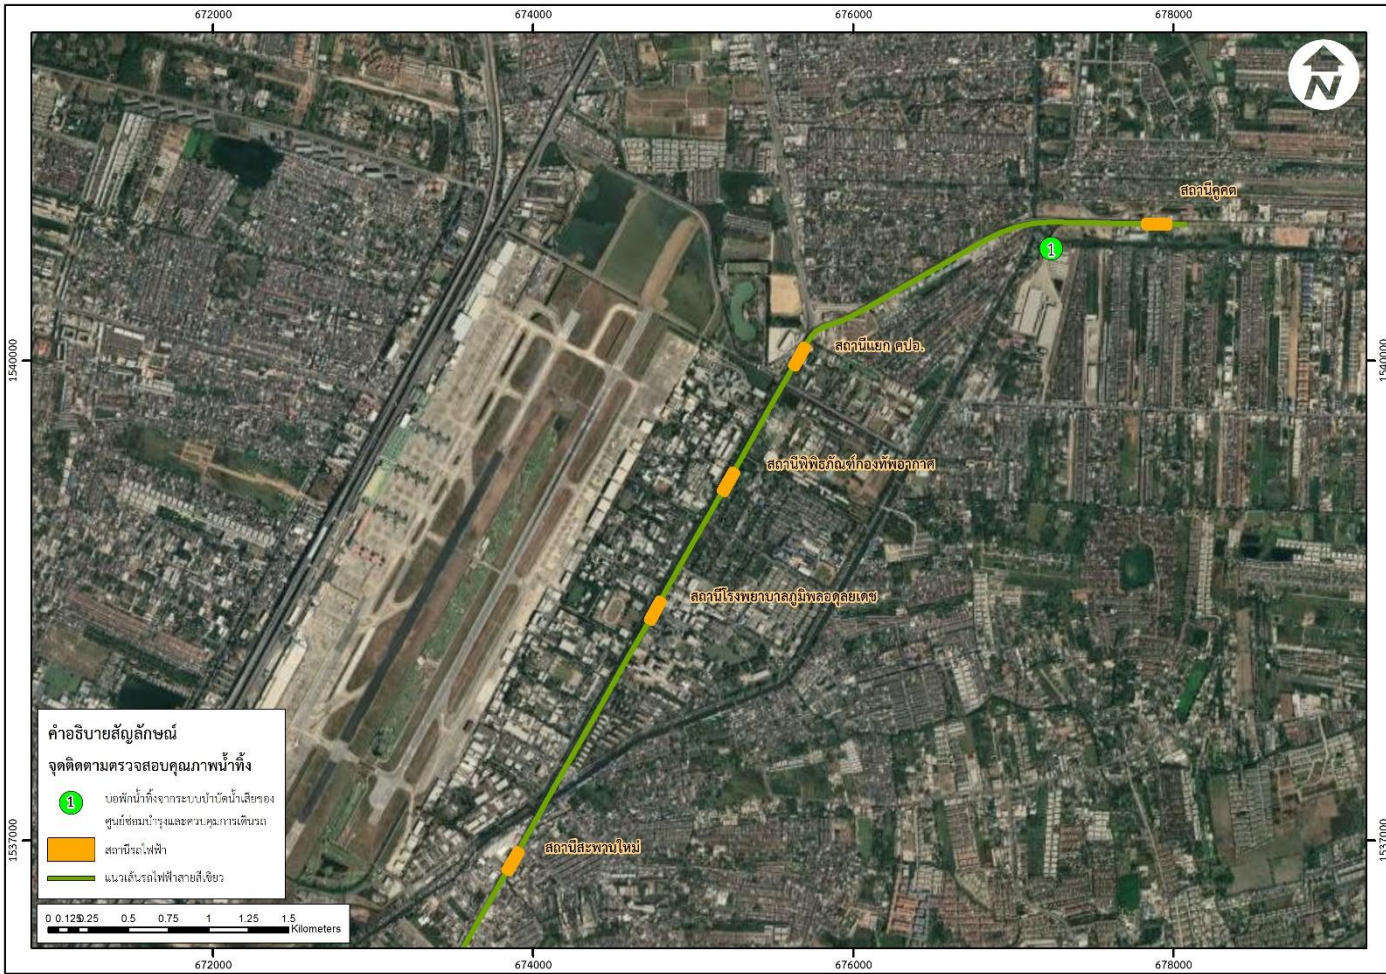 672000 674000 676000 678000
N
สถานีคูคต
1
1540000 1540000
สถานีแยก คปอ.
สถานีพิพิธภัณฑ์กองทัพอากาศ
สถานีโรงพยาบาลภูมิพลอดุลยเดช
คำอธิบายสัญลักษณ์
จุดติดตามตรวจสอบคุณภาพน้ำทิ้ง
1 บ่อพักน้ำทิ้งจากระบบบำบัดน้ำเสียของ
ศูนย์ซ่อมบำรุงและควบคุมการเดินรถ
สถานีรถไฟฟ้า
แนวเส้นรถไฟฟ้าสายสีเขียว
สถานีสะพานใหม่
1537000 1537000
0 0.125 0.25 0.5 0.75 1 1.25 1.5
Kilometers
672000 674000 676000 678000